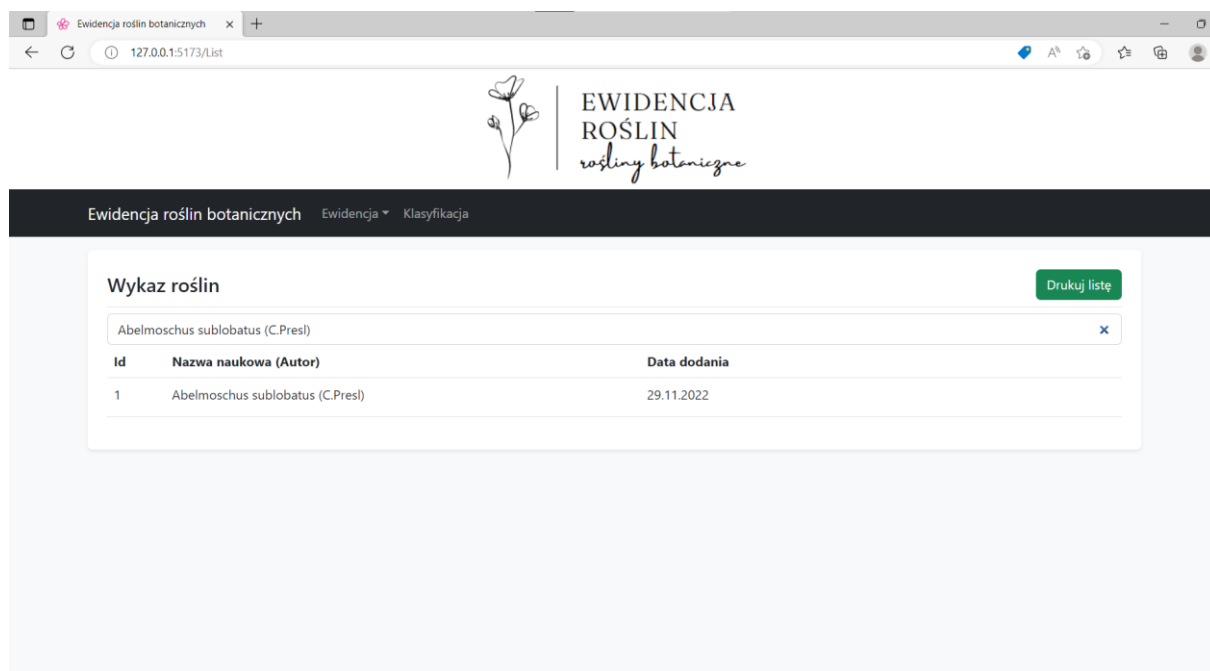 Ewidencja roślin botanicznych
127.0.0.1:5173/List
EWIDENCJA
ROŚLIN
rośliny botaniczne
Ewidencja roślin botanicznych Ewidencja Klasyfikacja
Wykaz roślin Drukuj listę
Abelmoschus sublobatus (C.Presl)
Id Nazwa naukowa (Autor) Data dodania
1 Abelmoschus sublobatus (C.Presl) 29.11.2022